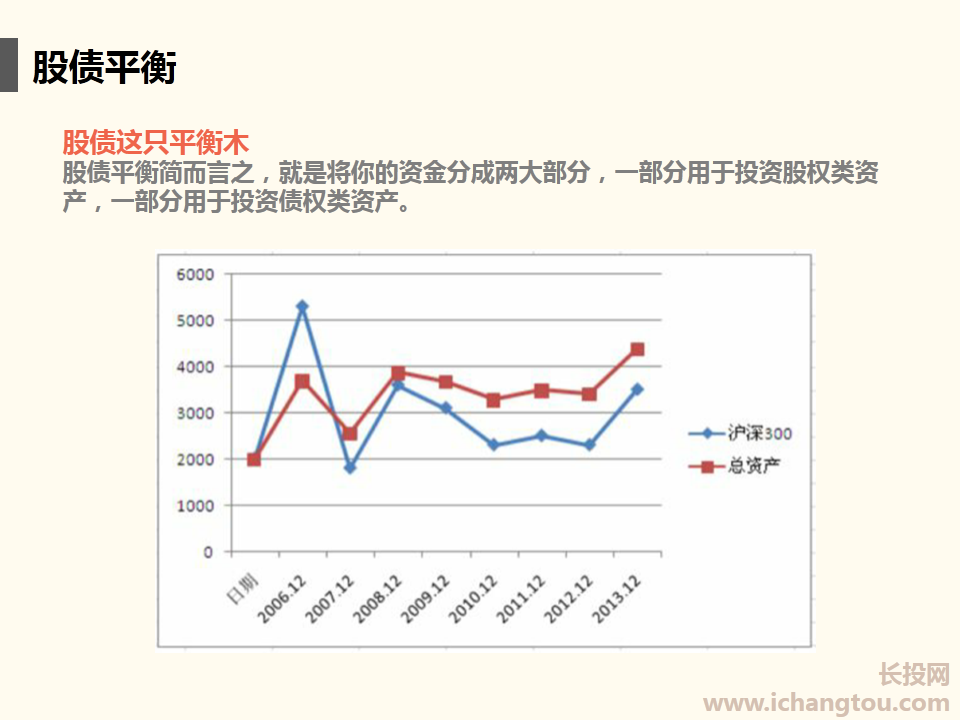 股债平衡
股债这只平衡木
股债平衡简而言之，就是将你的资金分成两大部分，一部分用于投资股权类资
产，一部分用于投资债权类资产。
6000
5000
4000
3000
2000
1000
0
日期
2006.12
2007.12
2008.12
2009.12
2010.12
2011.12
2012.12
2013.12
沪深300
总资产
长投网
www.ichangtou.com